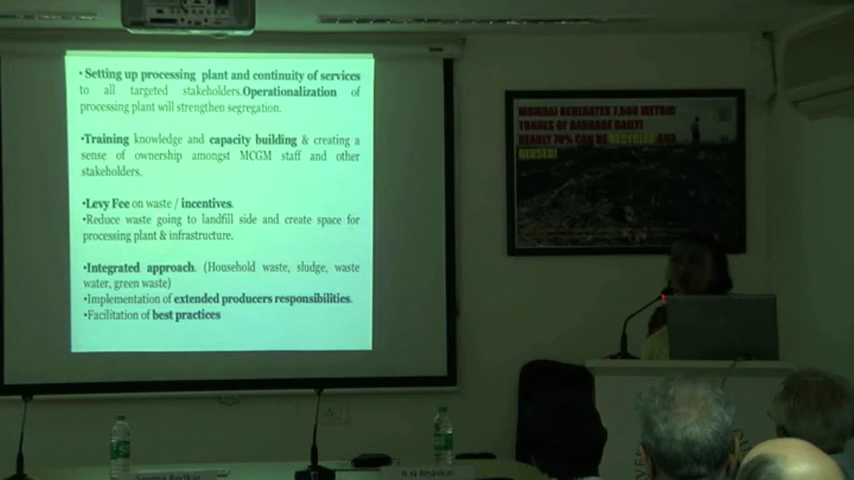 • Setting up processing plant and continuity of services
to all targeted stakeholders.Operationalization of
processing plant will strengthen segregation.
•Training knowledge and capacity building & creating a
sense of ownership amongst MCGM staff and other
stakeholders.
•Levy Fee on waste / incentives.
•Reduce waste going to landfill side and create space for
processing plant & infrastructure.
•Integrated approach. (Household waste, sludge, waste
water, green waste)
•Implementation of extended producers responsibilities.
•Facilitation of best practices
MUMBAI GENERATES 7,500 METRIC
TONNES OF GARBAGE DAILY!
NEARLY 70% CAN BE RECYCLED AND
REUSED!